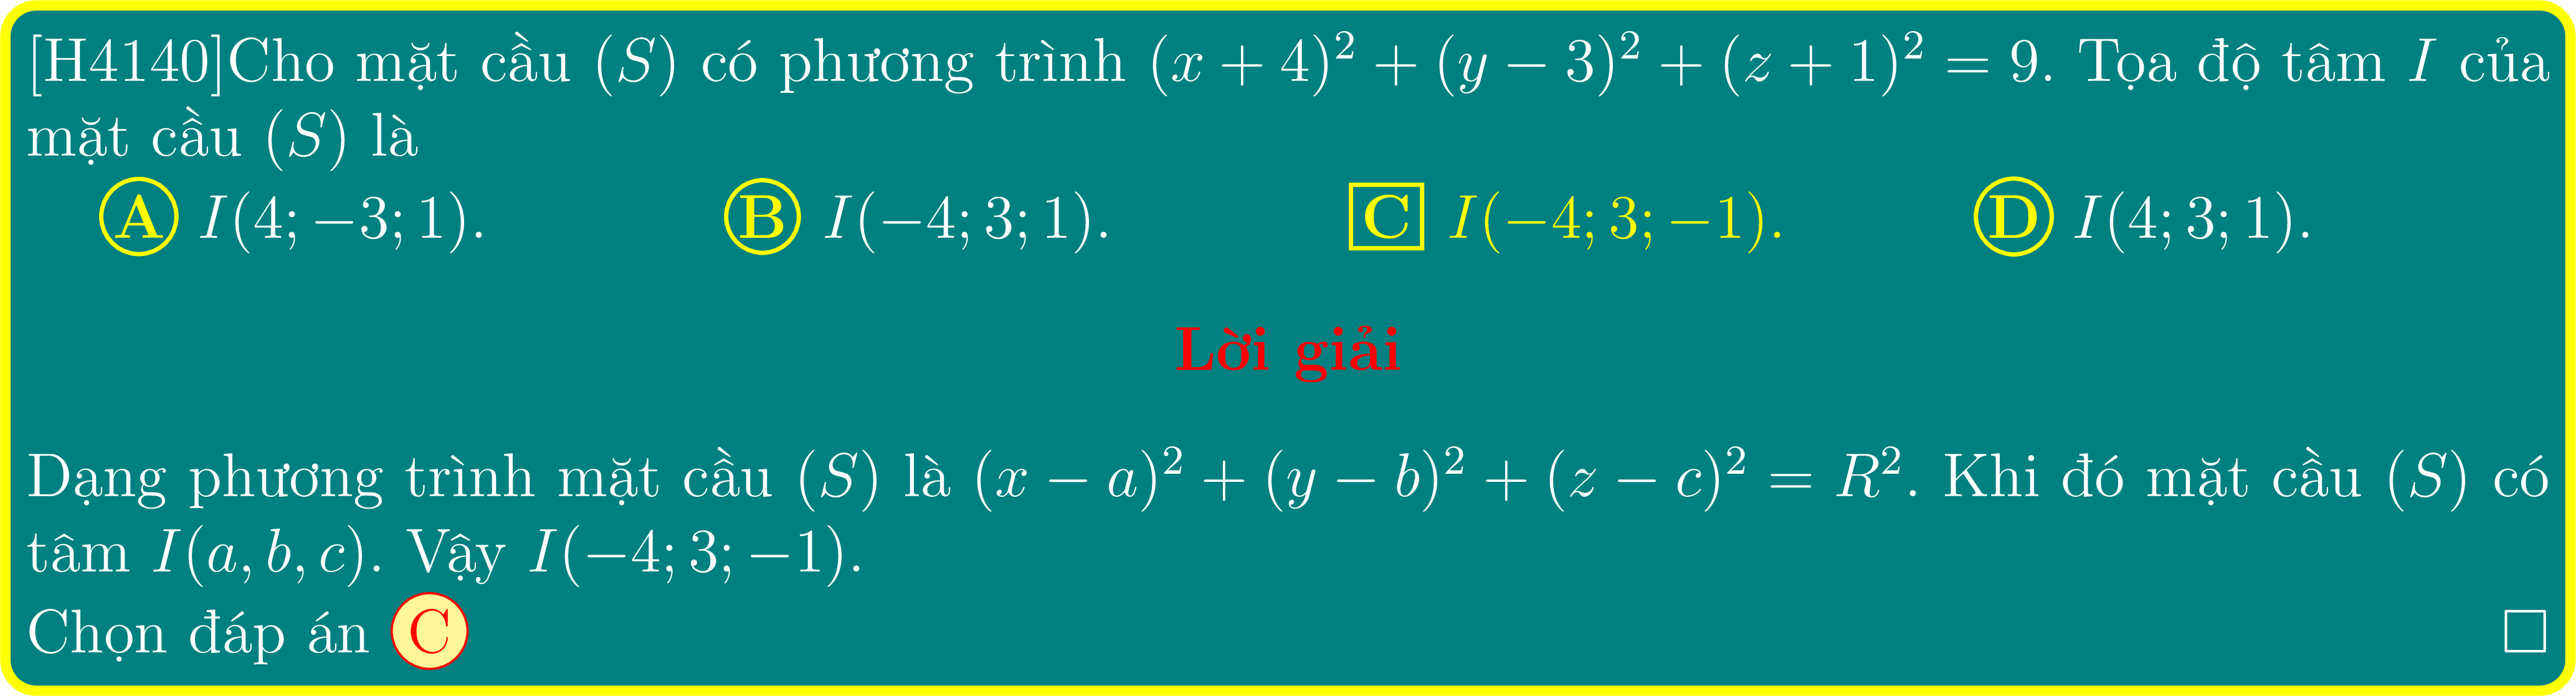 [H4140]Cho mặt cầu (S) có phương trình (x + 4)² + (y − 3)² + (z + 1)² = 9. Tọa độ tâm I của
mặt cầu (S) là
A I(4; −3; 1). B I(−4; 3; 1). C I(−4; 3; −1). D I(4; 3; 1).
Lời giải
Dạng phương trình mặt cầu (S) là (x − a)² + (y − b)² + (z − c)² = R². Khi đó mặt cầu (S) có
tâm I(a, b, c). Vậy I(−4; 3; −1).
Chọn đáp án C □